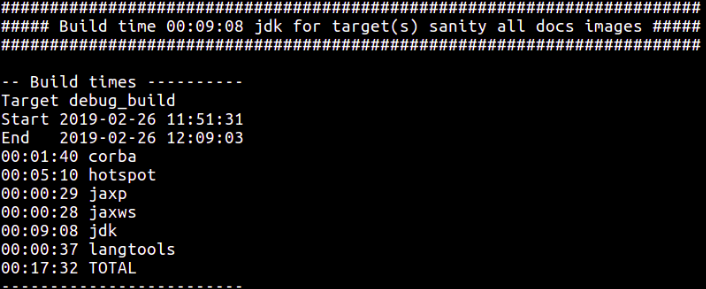 ########################################################################
##### Build time 00:09:08 jdk for target(s) sanity all docs images #####
########################################################################
-- Build times ----------
Target debug_build
Start 2019-02-26 11:51:31
End   2019-02-26 12:09:03
00:01:40 corba
00:05:10 hotspot
00:00:29 jaxp
00:00:28 jaxws
00:09:08 jdk
00:00:37 langtools
00:17:32 TOTAL
-------------------------